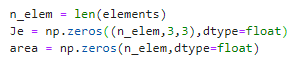 n_elem = len(elements)
Je = np.zeros((n_elem,3,3),dtype=float)
area = np.zeros(n_elem,dtype=float)